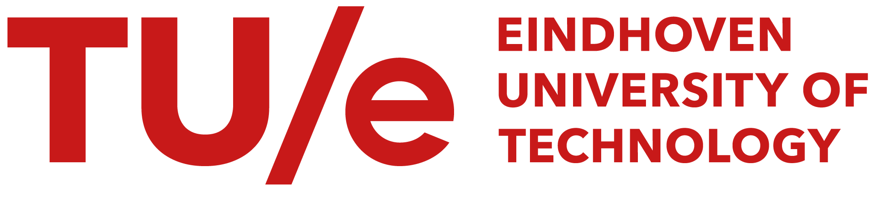 TU/e
EINDHOVEN
UNIVERSITY OF
TECHNOLOGY